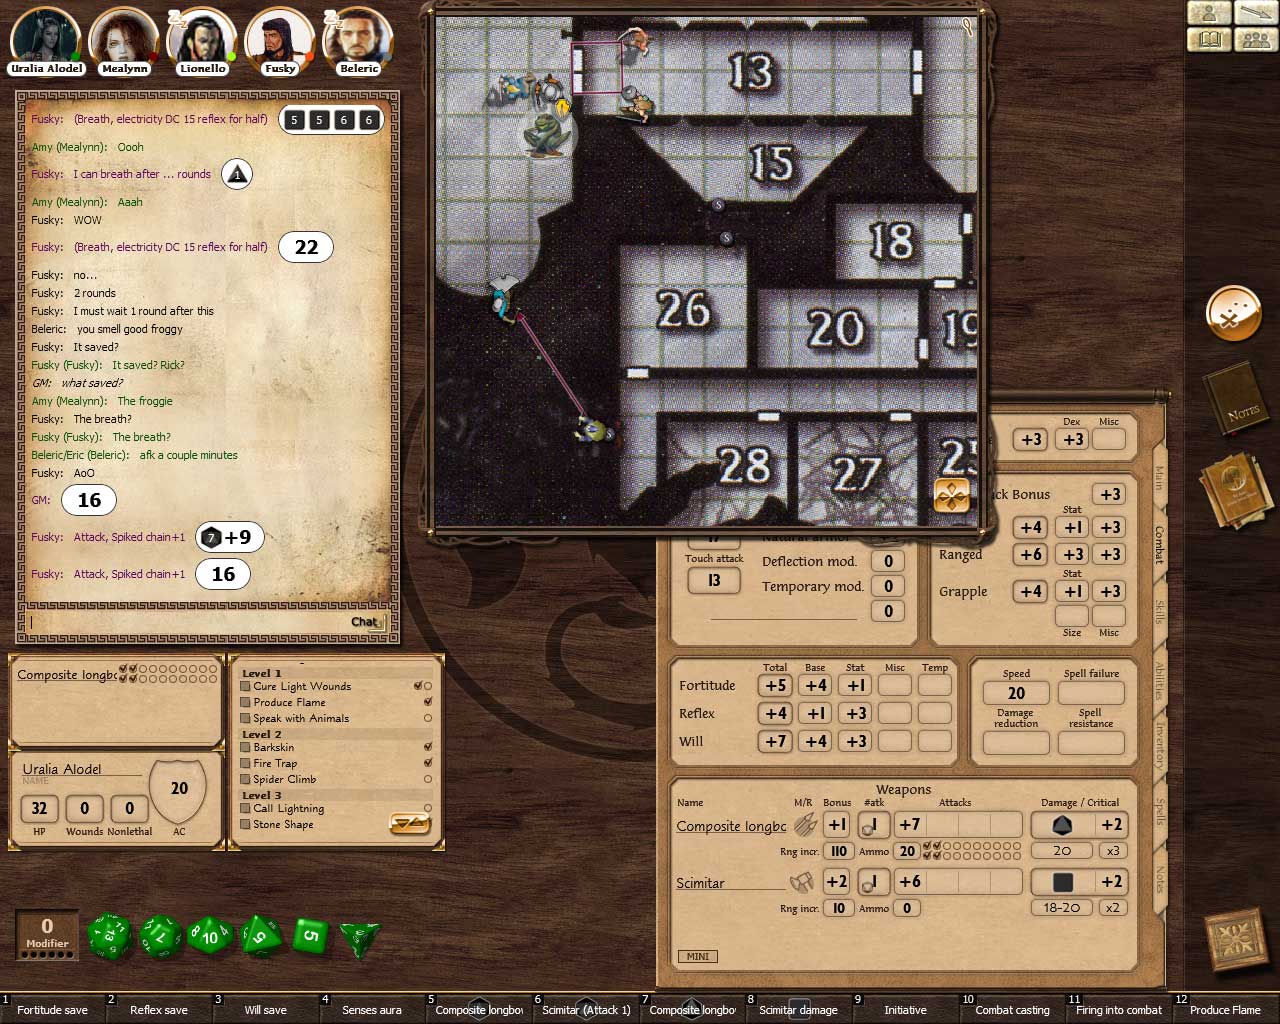 Uralia Alodel
Mealynn
Lionello
Fusky
Beleric
Fusky: (Breath, electricity DC 15 reflex for half) 5 5 6 6
Amy (Mealynn): Oooh
Fusky: I can breath after ... rounds 1
Amy (Mealynn): Aaah
Fusky: WOW
Fusky: (Breath, electricity DC 15 reflex for half) 22
Fusky: no...
Fusky: 2 rounds
Fusky: I must wait 1 round after this
Beleric: you smell good froggy
Fusky: It saved?
Fusky (Fusky): It saved? Rick?
GM: what saved?
Amy (Mealynn): The froggie
Fusky: The breath?
Fusky (Fusky): The breath?
Beleric/Eric (Beleric): afk a couple minutes
Fusky: AoO
GM: 16
Fusky: Attack, Spiked chain+1 7 +9
Fusky: Attack, Spiked chain+1 16
Chat
13
15
S
S
18
26
20
19
S
28
27
25
NOTES
Composite longbo
Uralia Alodel
NAME
20
32 0 0
HP Wounds Nonlethal AC
Level 1
Cure Light Wounds
Produce Flame
Speak with Animals
Level 2
Barkskin
Fire Trap
Spider Climb
Level 3
Call Lightning
Stone Shape
Dex Misc
+3 +3
ck Bonus +3
Stat
+4 +1 +3
Ranged +6 +3 +3
Stat
Grapple +4 +1 +3
Size Misc
17 Natural armor
Touch attack
13
Deflection mod. 0
Temporary mod. 0
0
Total Base Stat Misc Temp
Fortitude +5 +4 +1
Reflex +4 +1 +3
Will +7 +4 +3
Speed Spell failure
20
Damage reduction Spell resistance
Weapons
Name M/R Bonus #atk Attacks Damage / Critical
Composite longbo +1 1 +7 +2
Rng incr. 110 Ammo 20 20 x3
Scimitar +2 1 +6 +2
Rng incr. 10 Ammo 0 18-20 x2
MINI
Main
Combat
Skills
Abilities
Inventory
Spells
Notes
0
Modifier
13
7
8 10
5
5
1 Fortitude save
2 Reflex save
3 Will save
4 Senses aura
5 Composite longbov
6 Scimitar (Attack 1)
7 Composite longbov
8 Scimitar damage
9 Initiative
10 Combat casting
11 Firing into combat
12 Produce Flame